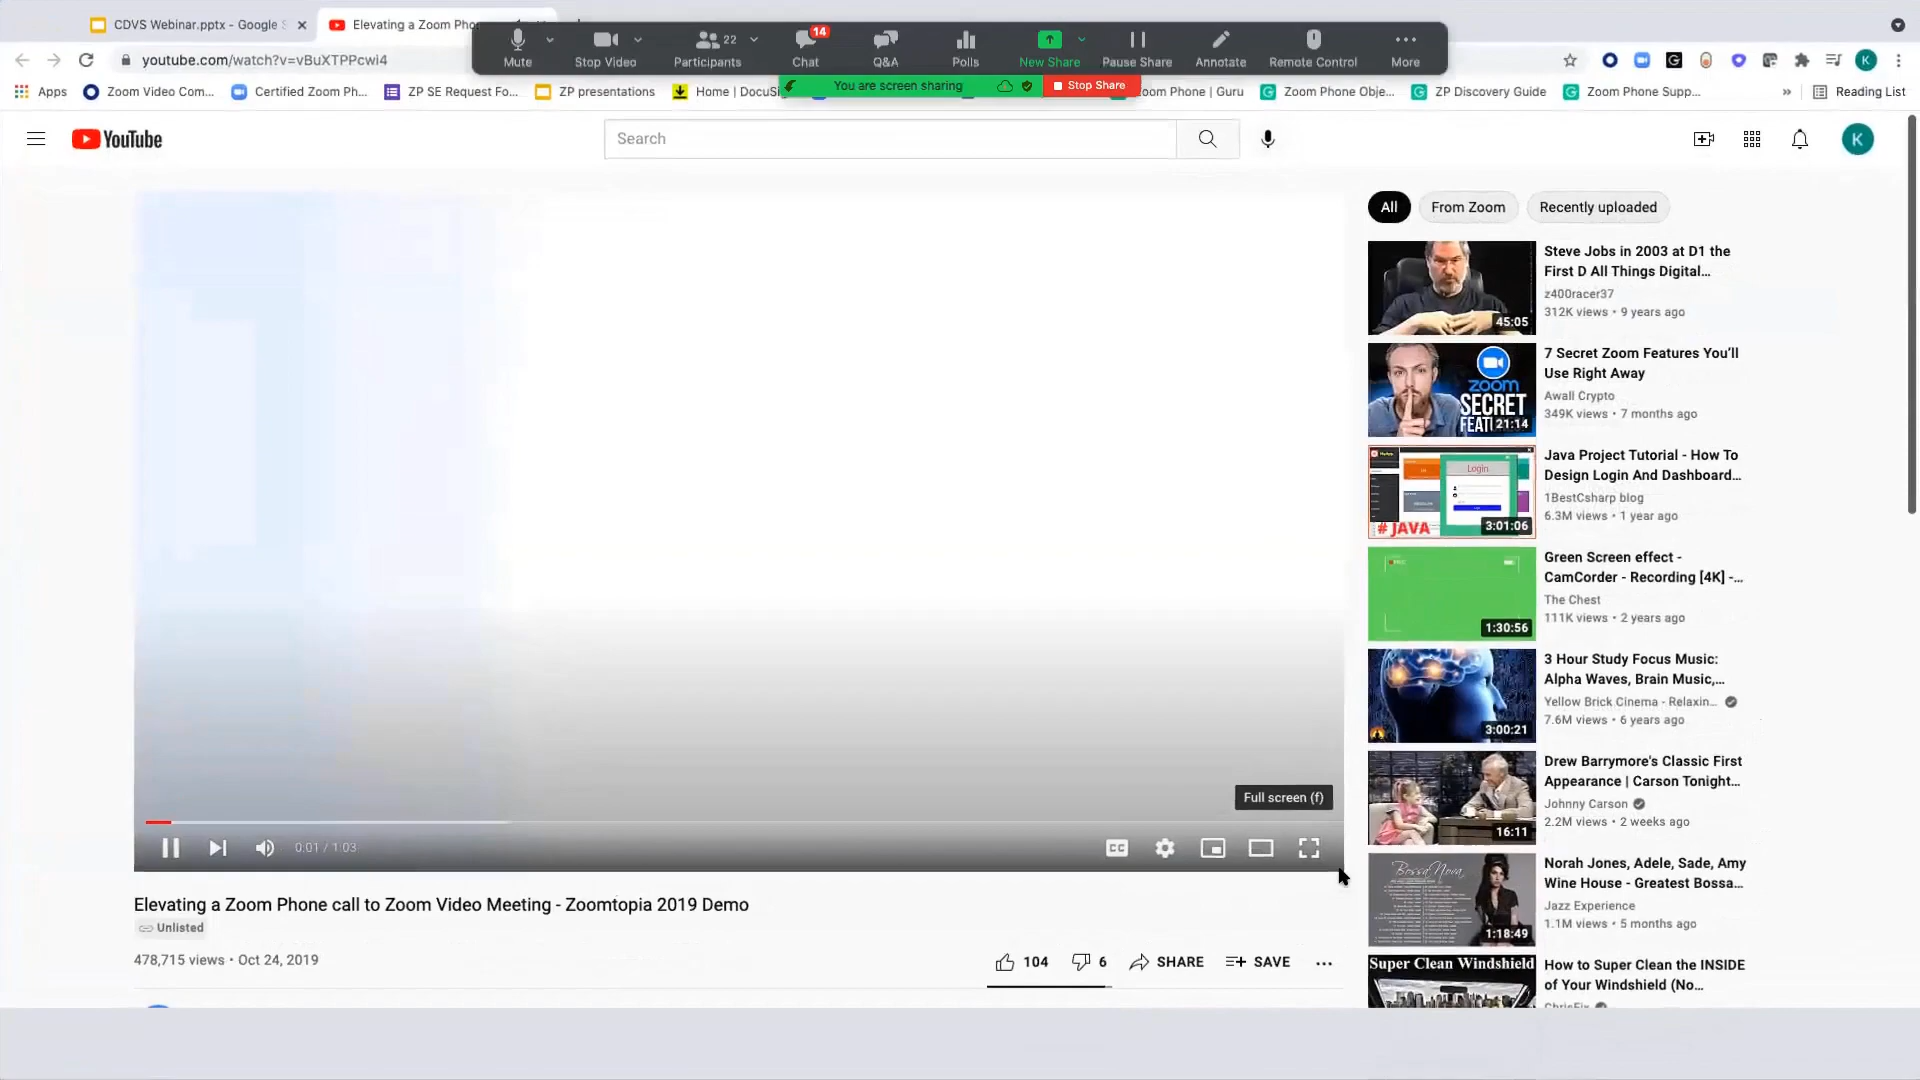 CDVS Webinar.pptx - Google S
Elevating a Zoom Pho
youtube.com/watch?v=vBuXTPPcwi4
Mute
Stop Video
22
Participants
14
Chat
Q&A
Polls
New Share
Pause Share
Annotate
Remote Control
More
You are screen sharing
Stop Share
K
Apps
Zoom Video Com...
Certified Zoom Ph...
ZP SE Request Fo...
ZP presentations
Home | DocuSi
oom Phone | Guru
Zoom Phone Obje...
ZP Discovery Guide
Zoom Phone Supp...
»
Reading List
YouTube
Search
K
All
From Zoom
Recently uploaded
Steve Jobs in 2003 at D1 the
First D All Things Digital...
z400racer37
312K views • 9 years ago
45:05
7 Secret Zoom Features You'll
Use Right Away
Awall Crypto
349K views • 7 months ago
zoom
SECRET
FEAT
21:14
Java Project Tutorial - How To
Design Login And Dashboard...
1BestCsharp blog
6.3M views • 1 year ago
Login
# JAVA
3:01:06
Green Screen effect -
CamCorder - Recording [4K] -...
The Chest
111K views • 2 years ago
1:30:56
3 Hour Study Focus Music:
Alpha Waves, Brain Music,...
Yellow Brick Cinema - Relaxin...
7.6M views • 6 years ago
3:00:21
Drew Barrymore's Classic First
Appearance | Carson Tonight...
Johnny Carson
2.2M views • 2 weeks ago
16:11
Norah Jones, Adele, Sade, Amy
Wine House - Greatest Bossa...
Jazz Experience
1.1M views • 5 months ago
Bossa Nova
1:18:49
How to Super Clean the INSIDE
of Your Windshield (No...
ChrisFix
Super Clean Windshield
Full screen (f)
0:01 / 1:03
CC
Elevating a Zoom Phone call to Zoom Video Meeting - Zoomtopia 2019 Demo
Unlisted
478,715 views • Oct 24, 2019
104
6
SHARE
SAVE